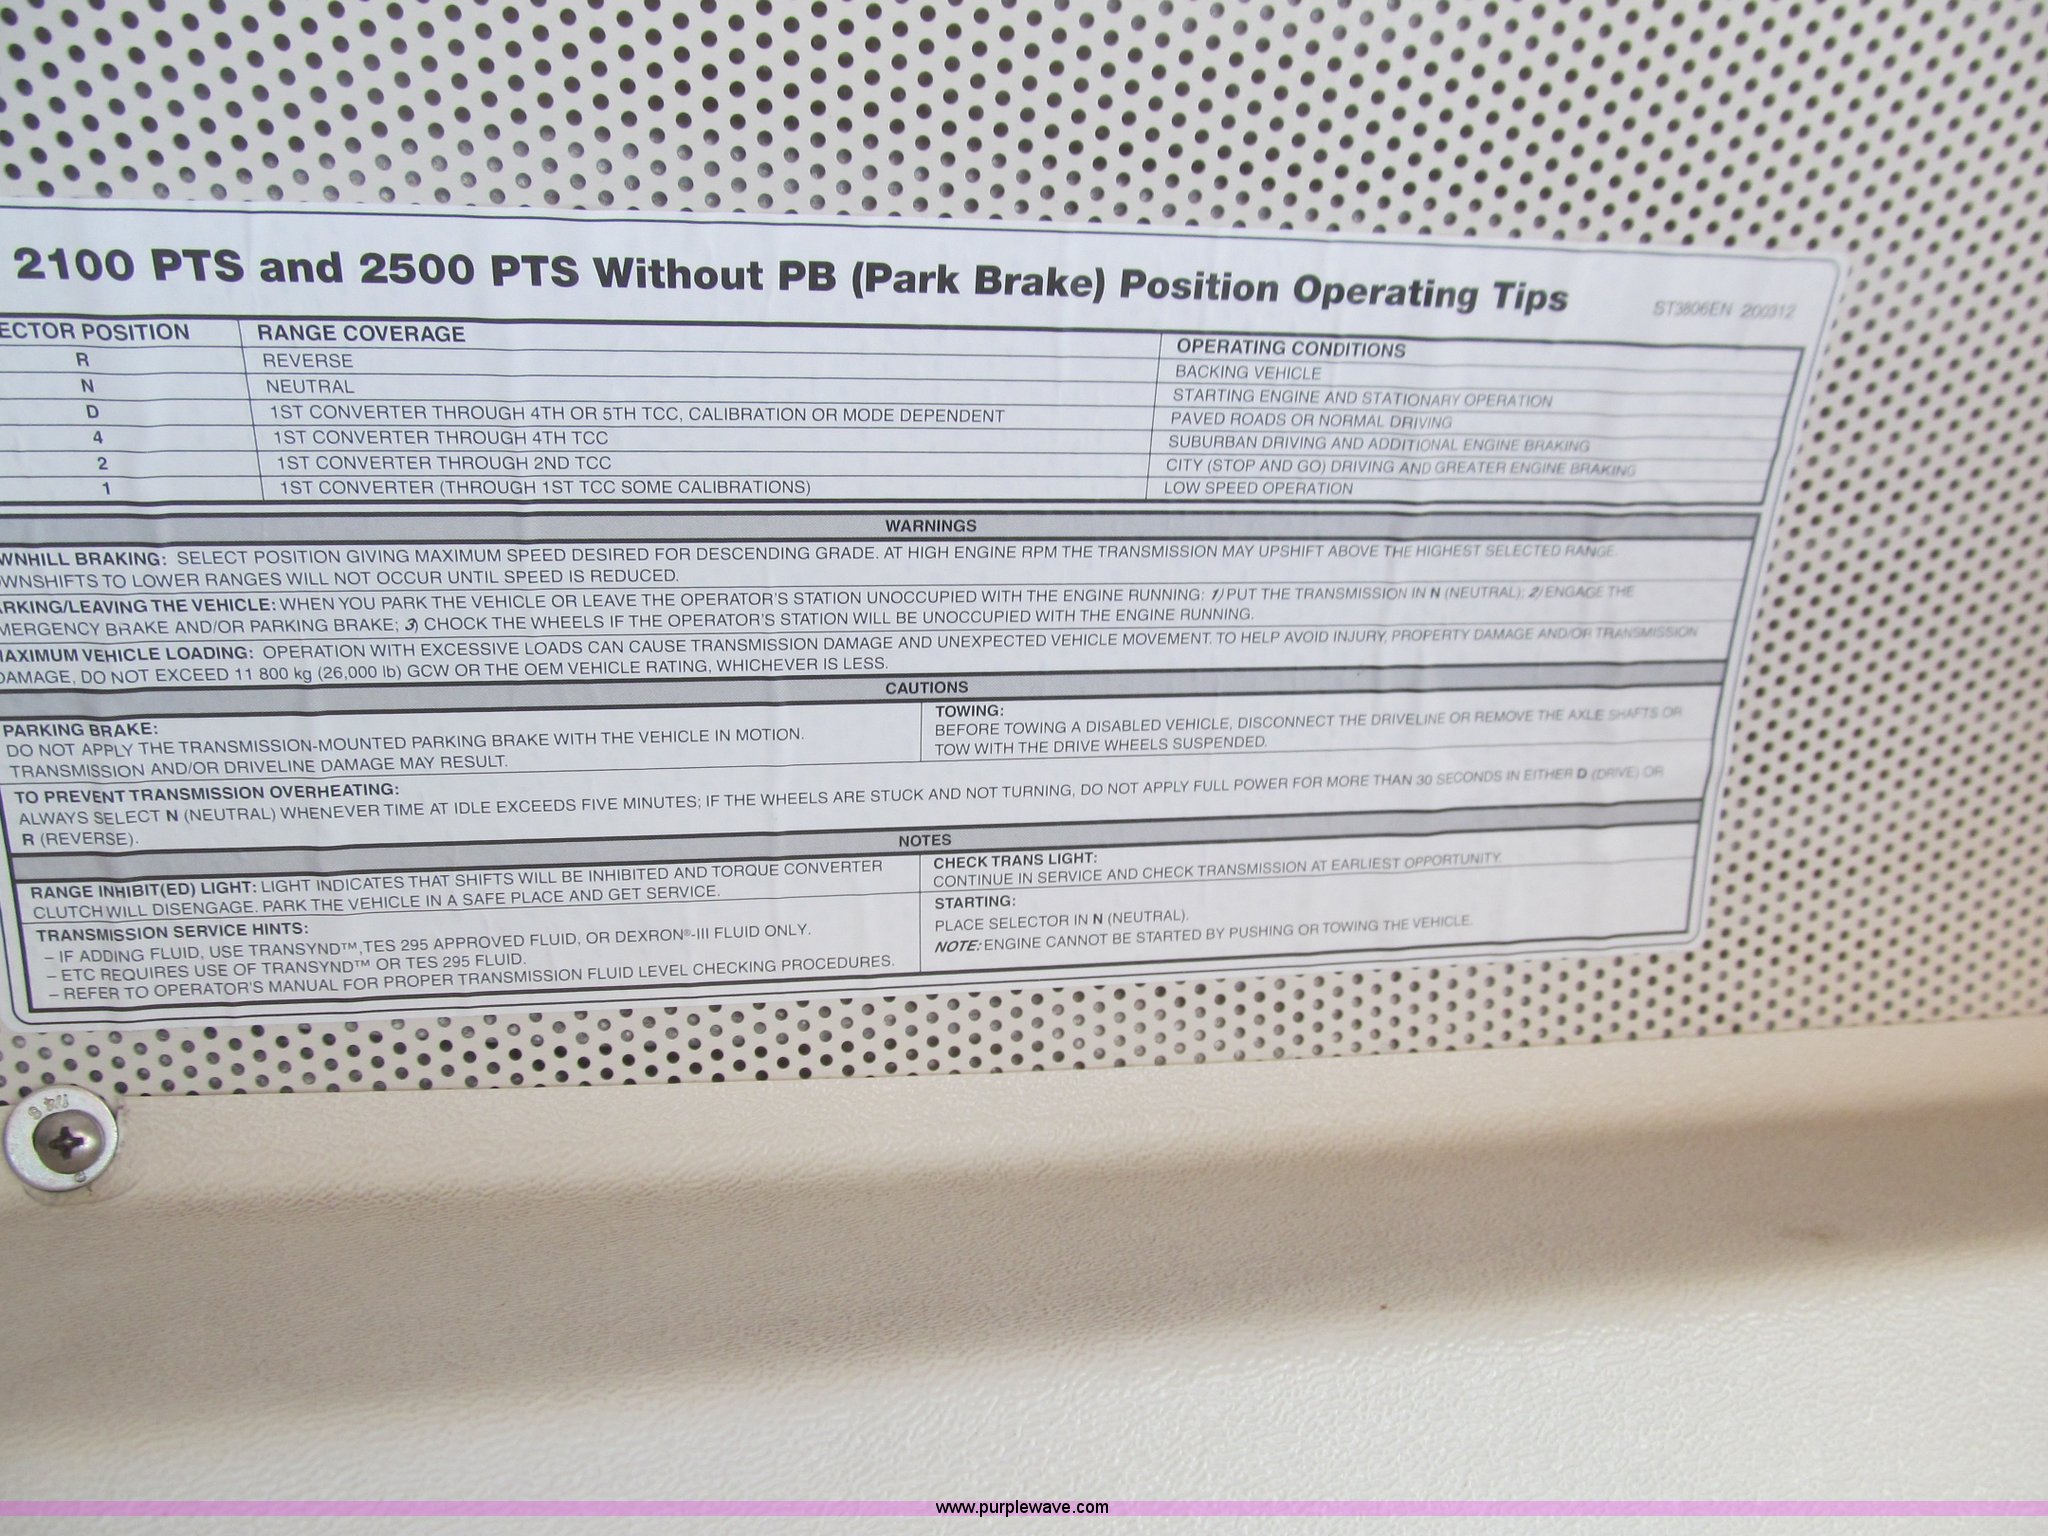 2100 PTS and 2500 PTS Without PB (Park Brake) Position Operating Tips ST3806EN 200312
ECTOR POSITION RANGE COVERAGE OPERATING CONDITIONS
R REVERSE BACKING VEHICLE
N NEUTRAL STARTING ENGINE AND STATIONARY OPERATION
D 1ST CONVERTER THROUGH 4TH OR 5TH TCC, CALIBRATION OR MODE DEPENDENT PAVED ROADS OR NORMAL DRIVING
4 1ST CONVERTER THROUGH 4TH TCC SUBURBAN DRIVING AND ADDITIONAL ENGINE BRAKING
2 1ST CONVERTER THROUGH 2ND TCC CITY (STOP AND GO) DRIVING AND GREATER ENGINE BRAKING
1 1ST CONVERTER (THROUGH 1ST TCC SOME CALIBRATIONS) LOW SPEED OPERATION
WARNINGS
WNHILL BRAKING: SELECT POSITION GIVING MAXIMUM SPEED DESIRED FOR DESCENDING GRADE. AT HIGH ENGINE RPM THE TRANSMISSION MAY UPSHIFT ABOVE THE HIGHEST SELECTED RANGE.
OWNSHIFTS TO LOWER RANGES WILL NOT OCCUR UNTIL SPEED IS REDUCED.
ARKING/LEAVING THE VEHICLE: WHEN YOU PARK THE VEHICLE OR LEAVE THE OPERATOR'S STATION UNOCCUPIED WITH THE ENGINE RUNNING: 1) PUT THE TRANSMISSION IN N (NEUTRAL); 2) ENGAGE THE
MERGENCY BRAKE AND/OR PARKING BRAKE; 3) CHOCK THE WHEELS IF THE OPERATOR'S STATION WILL BE UNOCCUPIED WITH THE ENGINE RUNNING.
MAXIMUM VEHICLE LOADING: OPERATION WITH EXCESSIVE LOADS CAN CAUSE TRANSMISSION DAMAGE AND UNEXPECTED VEHICLE MOVEMENT. TO HELP AVOID INJURY, PROPERTY DAMAGE AND/OR TRANSMISSION
DAMAGE, DO NOT EXCEED 11 800 kg (26,000 lb) GCW OR THE OEM VEHICLE RATING, WHICHEVER IS LESS.
CAUTIONS
PARKING BRAKE:
DO NOT APPLY THE TRANSMISSION-MOUNTED PARKING BRAKE WITH THE VEHICLE IN MOTION.
TRANSMISSION AND/OR DRIVELINE DAMAGE MAY RESULT.
TOWING:
BEFORE TOWING A DISABLED VEHICLE, DISCONNECT THE DRIVELINE OR REMOVE THE AXLE SHAFTS OR
TOW WITH THE DRIVE WHEELS SUSPENDED.
TO PREVENT TRANSMISSION OVERHEATING:
ALWAYS SELECT N (NEUTRAL) WHENEVER TIME AT IDLE EXCEEDS FIVE MINUTES; IF THE WHEELS ARE STUCK AND NOT TURNING, DO NOT APPLY FULL POWER FOR MORE THAN 30 SECONDS IN EITHER D (DRIVE) OR
R (REVERSE).
NOTES
RANGE INHIBIT(ED) LIGHT: LIGHT INDICATES THAT SHIFTS WILL BE INHIBITED AND TORQUE CONVERTER
CLUTCH WILL DISENGAGE. PARK THE VEHICLE IN A SAFE PLACE AND GET SERVICE.
TRANSMISSION SERVICE HINTS:
– IF ADDING FLUID, USE TRANSYND™, TES 295 APPROVED FLUID, OR DEXRON®-III FLUID ONLY.
– ETC REQUIRES USE OF TRANSYND™ OR TES 295 FLUID.
– REFER TO OPERATOR'S MANUAL FOR PROPER TRANSMISSION FLUID LEVEL CHECKING PROCEDURES.
CHECK TRANS LIGHT:
CONTINUE IN SERVICE AND CHECK TRANSMISSION AT EARLIEST OPPORTUNITY.
STARTING:
PLACE SELECTOR IN N (NEUTRAL).
NOTE: ENGINE CANNOT BE STARTED BY PUSHING OR TOWING THE VEHICLE.
www.purplewave.com